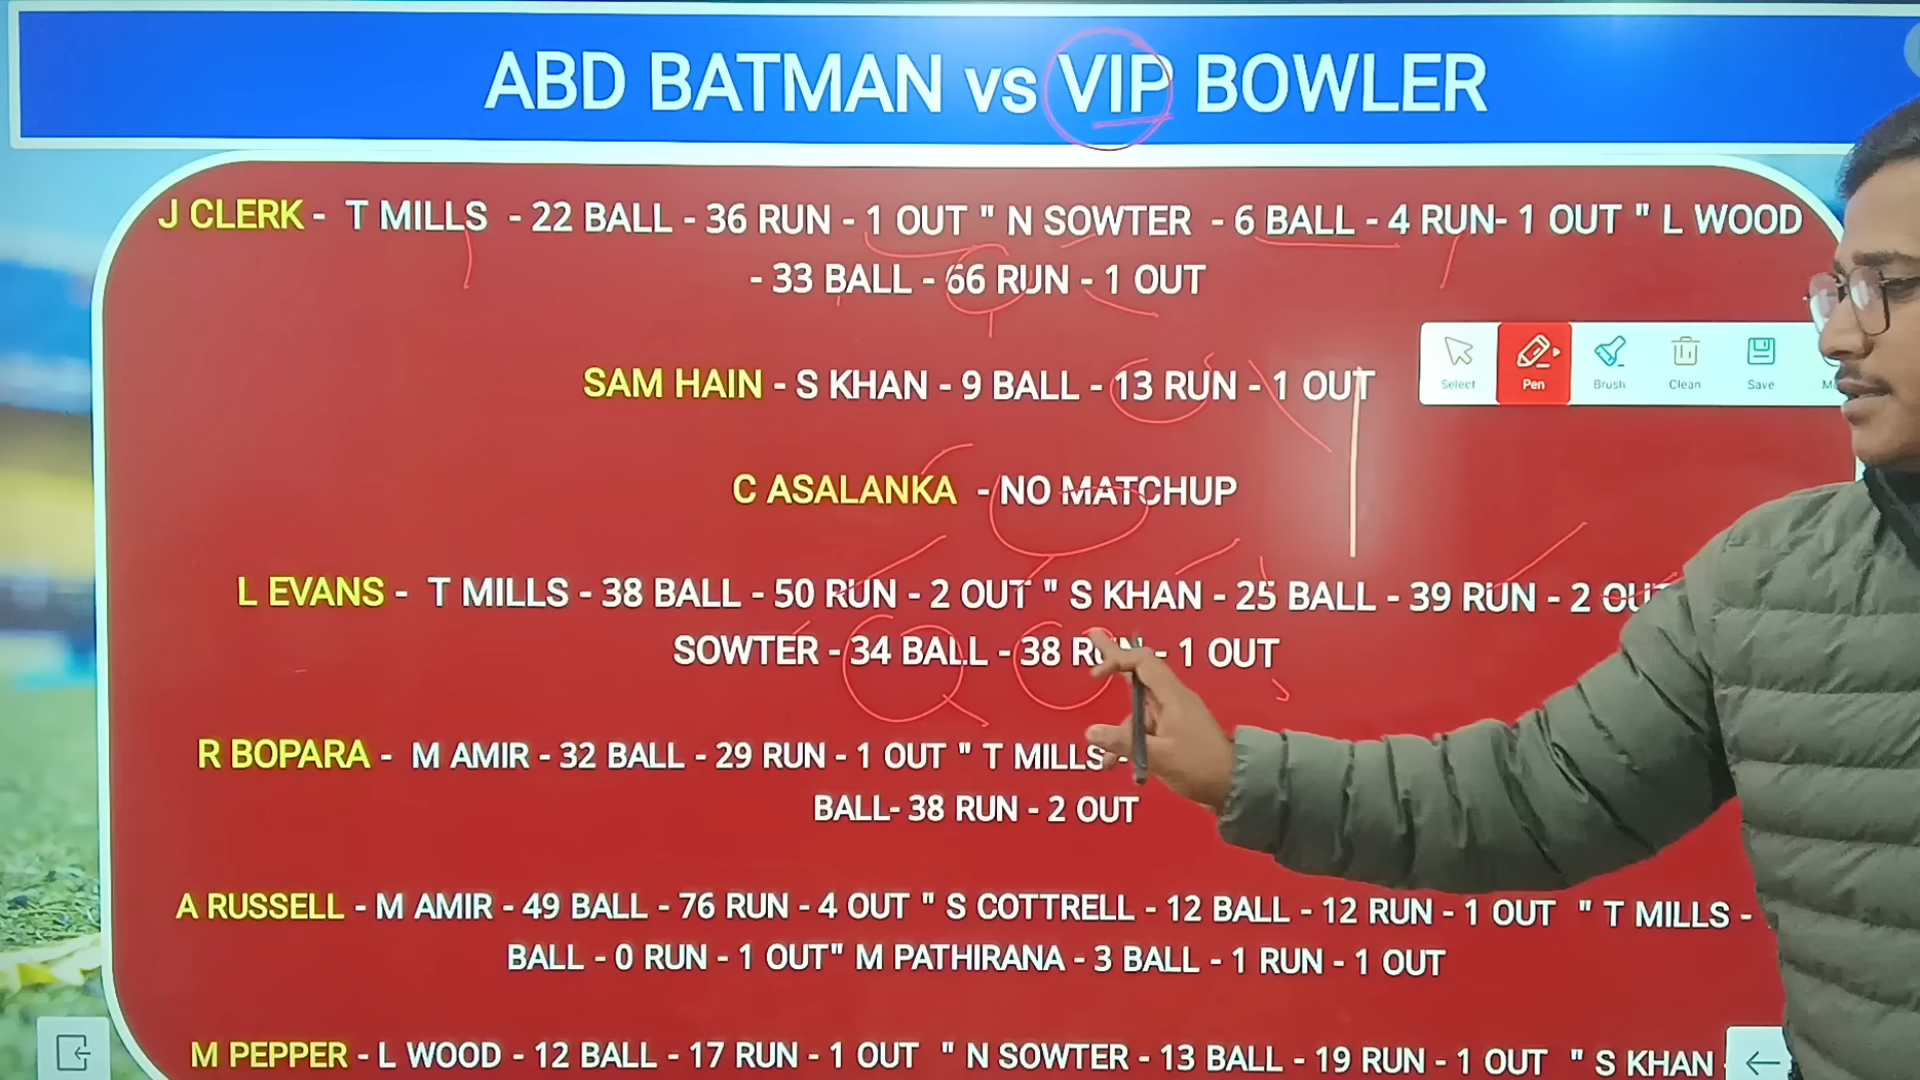 ABD BATMAN vs VIP BOWLER
J CLERK - T MILLS - 22 BALL - 36 RUN - 1 OUT " N SOWTER - 6 BALL - 4 RUN- 1 OUT " L WOOD
- 33 BALL - 66 RUN - 1 OUT
Select Pen Brush Clean Save
SAM HAIN - S KHAN - 9 BALL - 13 RUN - 1 OUT
C ASALANKA - NO MATCHUP
L EVANS - T MILLS - 38 BALL - 50 RUN - 2 OUT " S KHAN - 25 BALL - 39 RUN - 2 OUT
SOWTER - 34 BALL - 38 RUN - 1 OUT
R BOPARA - M AMIR - 32 BALL - 29 RUN - 1 OUT " T MILLS -
BALL- 38 RUN - 2 OUT
A RUSSELL - M AMIR - 49 BALL - 76 RUN - 4 OUT " S COTTRELL - 12 BALL - 12 RUN - 1 OUT " T MILLS -
BALL - 0 RUN - 1 OUT" M PATHIRANA - 3 BALL - 1 RUN - 1 OUT
M PEPPER - L WOOD - 12 BALL - 17 RUN - 1 OUT " N SOWTER - 13 BALL - 19 RUN - 1 OUT " S KHAN